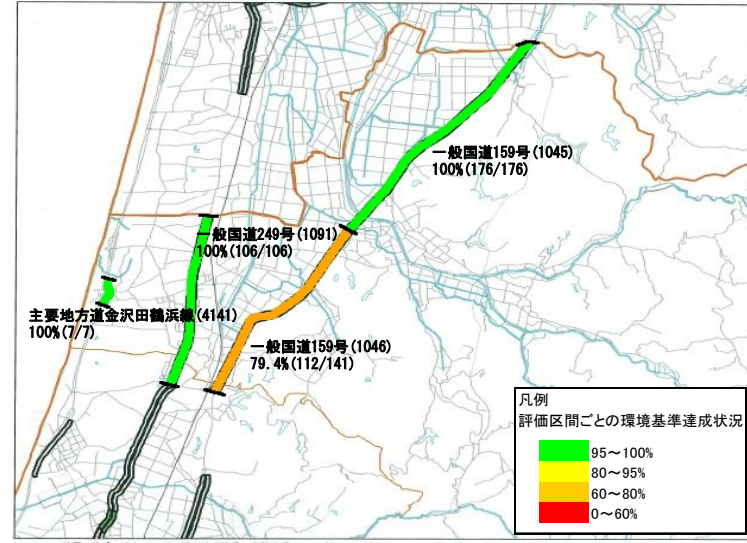 一般国道159号(1045)
100%(176/176)
一般国道249号(1091)
100%(106/106)
主要地方道金沢田鶴浜線(4141)
100%(7/7)
一般国道159号(1046)
79.4%(112/141)
凡例
評価区間ごとの環境基準達成状況
95～100%
80～95%
60～80%
0～60%